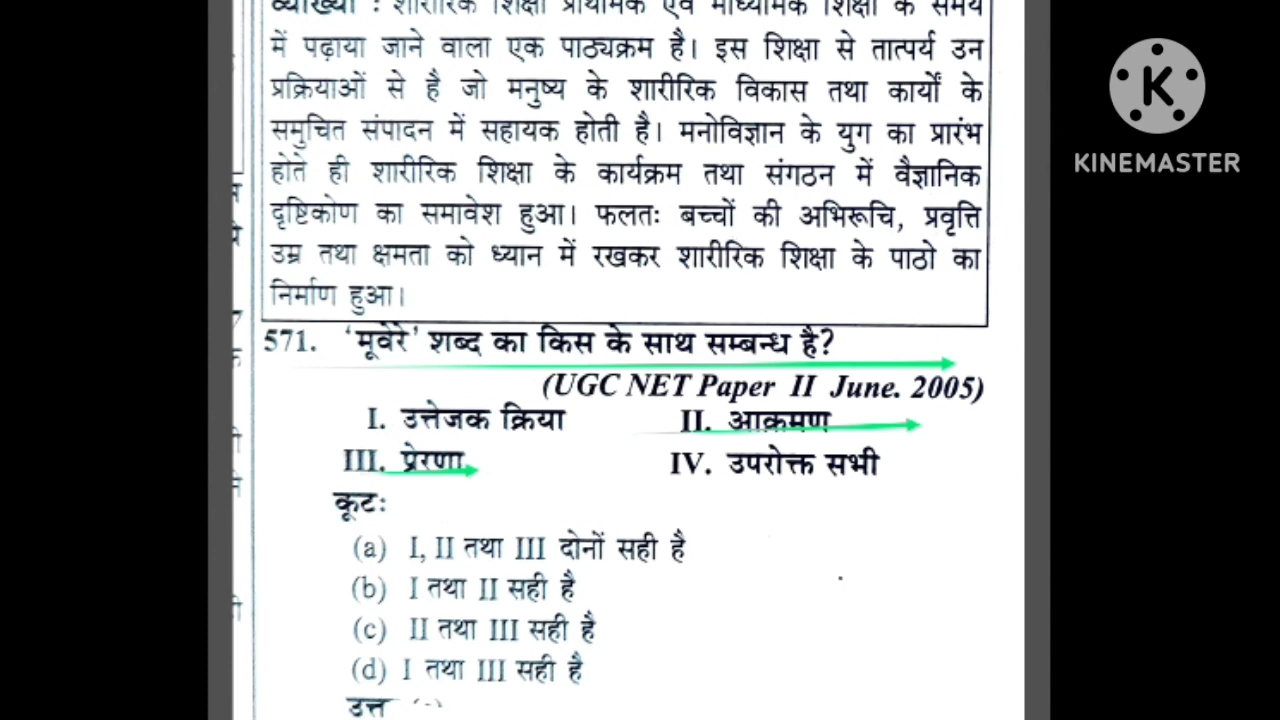 व्याख्या : शारीरिक शिक्षा प्राथमिक एवं माध्यमिक शिक्षा के समय
में पढ़ाया जाने वाला एक पाठ्यक्रम है। इस शिक्षा से तात्पर्य उन
प्रक्रियाओं से है जो मनुष्य के शारीरिक विकास तथा कार्यों के
समुचित संपादन में सहायक होती है। मनोविज्ञान के युग का प्रारंभ
होते ही शारीरिक शिक्षा के कार्यक्रम तथा संगठन में वैज्ञानिक
दृष्टिकोण का समावेश हुआ। फलतः बच्चों की अभिरूचि, प्रवृत्ति
उम्र तथा क्षमता को ध्यान में रखकर शारीरिक शिक्षा के पाठो का
निर्माण हुआ।
571. 'मूवेरे' शब्द का किस के साथ सम्बन्ध है?
(UGC NET Paper II June. 2005)
I. उत्तेजक क्रिया II. आक्रमण
III. प्रेरणा IV. उपरोक्त सभी
कूटः
(a) I, II तथा III दोनों सही है
(b) I तथा II सही है
(c) II तथा III सही है
(d) I तथा III सही है
K
KINEMASTER